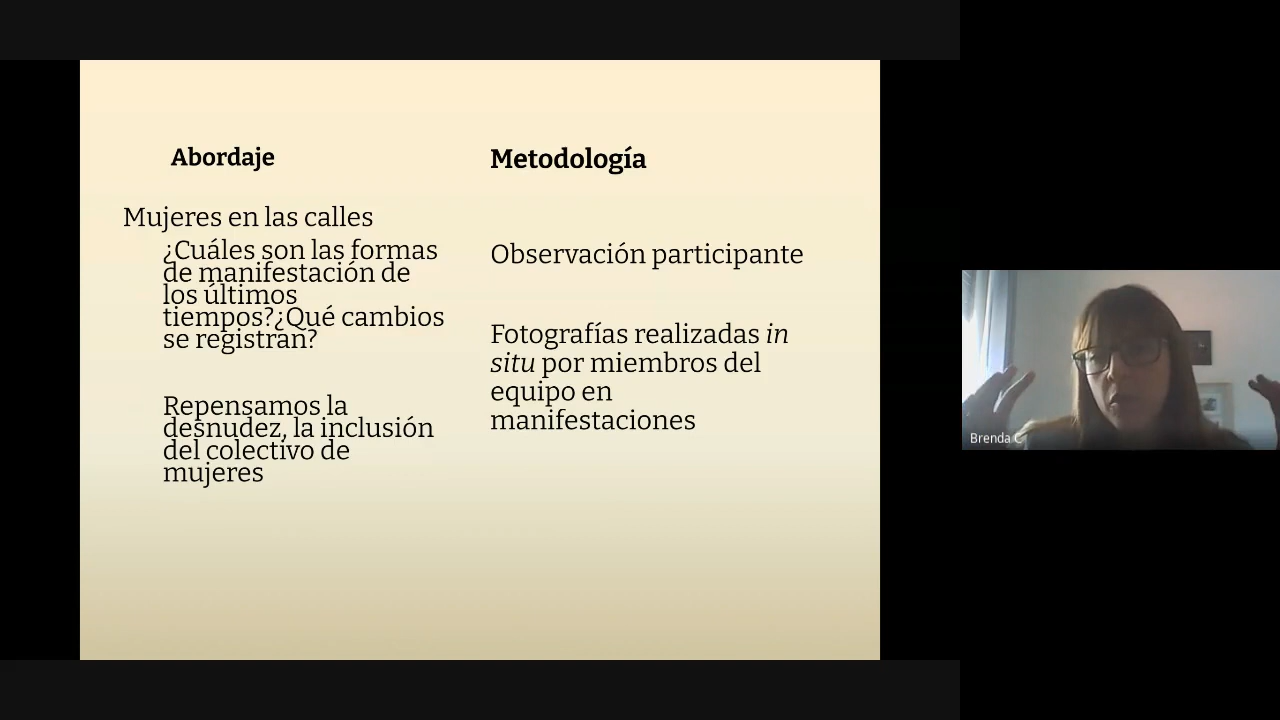 Abordaje
Mujeres en las calles
¿Cuáles son las formas
de manifestación de
los últimos
tiempos?¿Qué cambios
se registran?
Repensamos la
desnudez, la inclusión
del colectivo de
mujeres
Metodología
Observación participante
Fotografías realizadas in
situ por miembros del
equipo en
manifestaciones
Brenda C